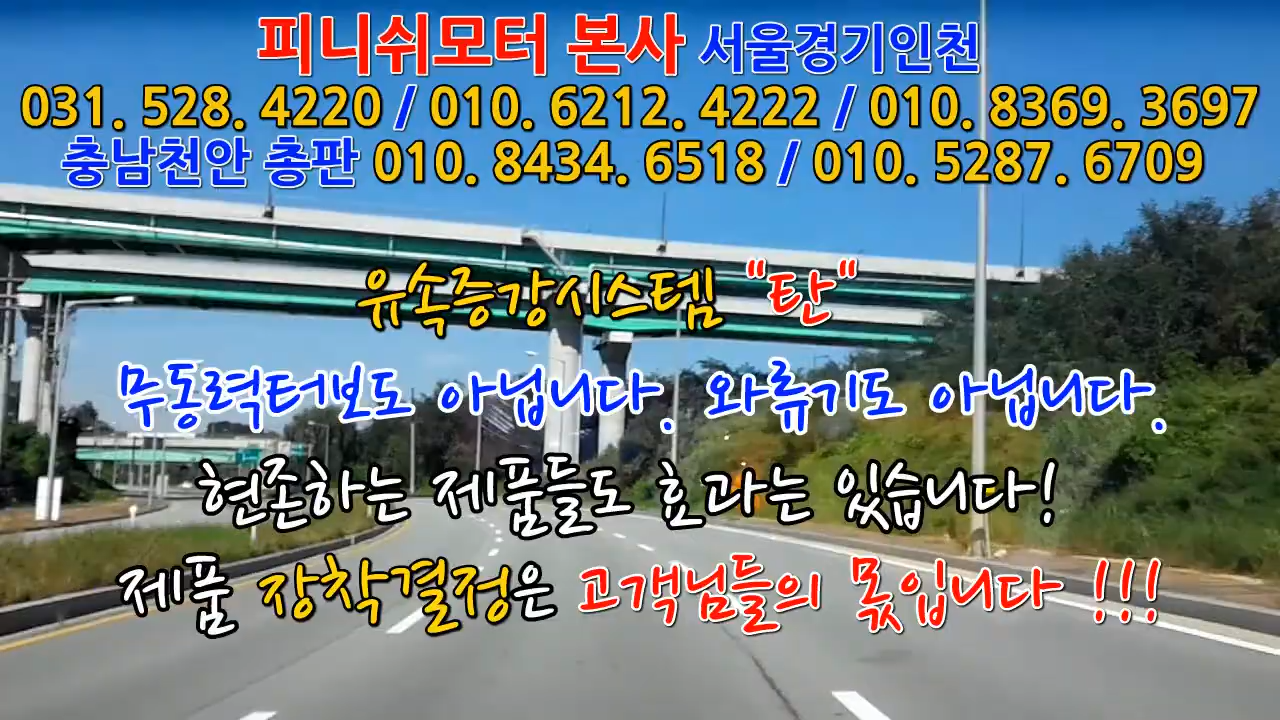 피니쉬모터 본사 서울경기인천
031. 528. 4220 / 010. 6212. 4222 / 010. 8369. 3697
충남천안 총판 010. 8434. 6518 / 010. 5287. 6709
유속증강시스템 "탄"
무동력터보도 아닙니다. 와류기도 아닙니다.
현존하는 제품들도 효과는 있습니다!
제품 장착결정은 고객님들의 몫입니다 !!!